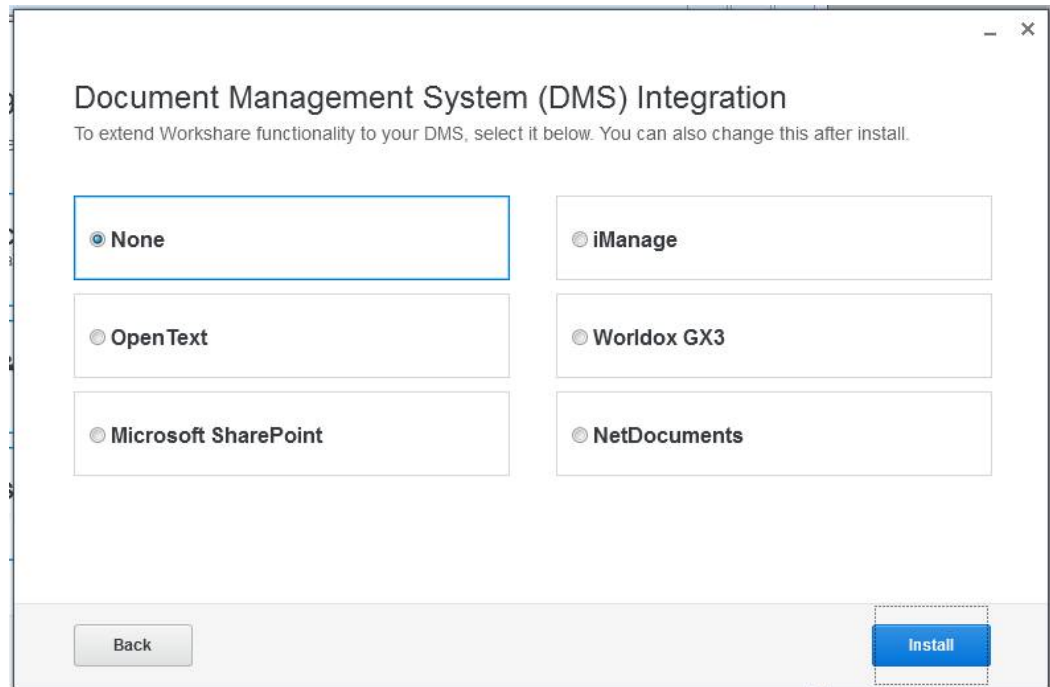 Document Management System (DMS) Integration
To extend Workshare functionality to your DMS, select it below. You can also change this after install.
None
iManage
OpenText
Worldox GX3
Microsoft SharePoint
NetDocuments
Back
Install